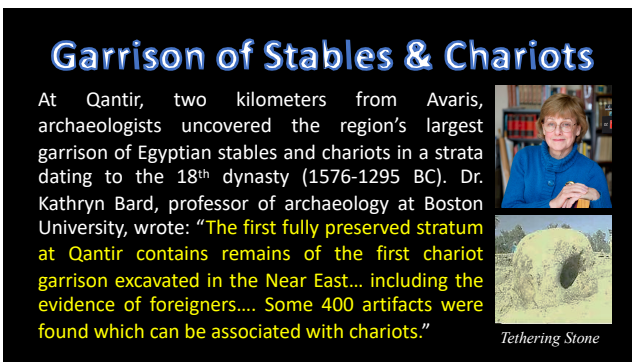 Garrison of Stables & Chariots
At Qantir, two kilometers from Avaris,
archaeologists uncovered the region’s largest
garrison of Egyptian stables and chariots in a strata
dating to the 18th dynasty (1576-1295 BC). Dr.
Kathryn Bard, professor of archaeology at Boston
University, wrote: “The first fully preserved stratum
at Qantir contains remains of the first chariot
garrison excavated in the Near East… including the
evidence of foreigners…. Some 400 artifacts were
found which can be associated with chariots.”
Tethering Stone